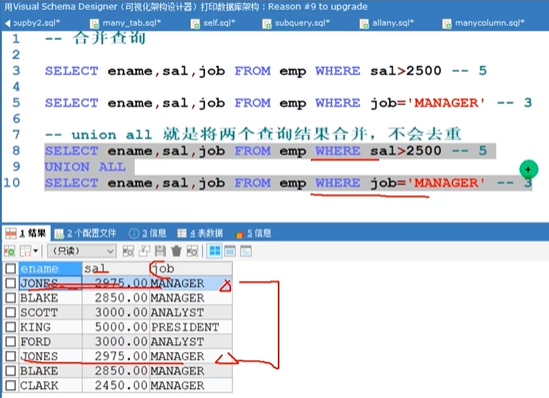 用Visual Schema Designer（可视化架构设计器）打印数据库架构：Reason #9 to upgrade
oupby2.sql* many_tab.sql* self.sql* subquery.sql* allany.sql* manycolumn.sql*
1 -- 合并查询
2
3 SELECT ename,sal,job FROM emp WHERE sal>2500 -- 5
4
5 SELECT ename,sal,job FROM emp WHERE job='MANAGER' -- 3
6
7 -- union all 就是将两个查询结果合并，不会去重
8 SELECT ename,sal,job FROM emp WHERE sal>2500 -- 5
9 UNION ALL
10 SELECT ename,sal,job FROM emp WHERE job='MANAGER' -- 3
1 结果 2 个配置文件 3 信息 4 表数据 5 信息
（只读）
ename sal job
JONES 2975.00 MANAGER
BLAKE 2850.00 MANAGER
SCOTT 3000.00 ANALYST
KING 5000.00 PRESIDENT
FORD 3000.00 ANALYST
JONES 2975.00 MANAGER
BLAKE 2850.00 MANAGER
CLARK 2450.00 MANAGER